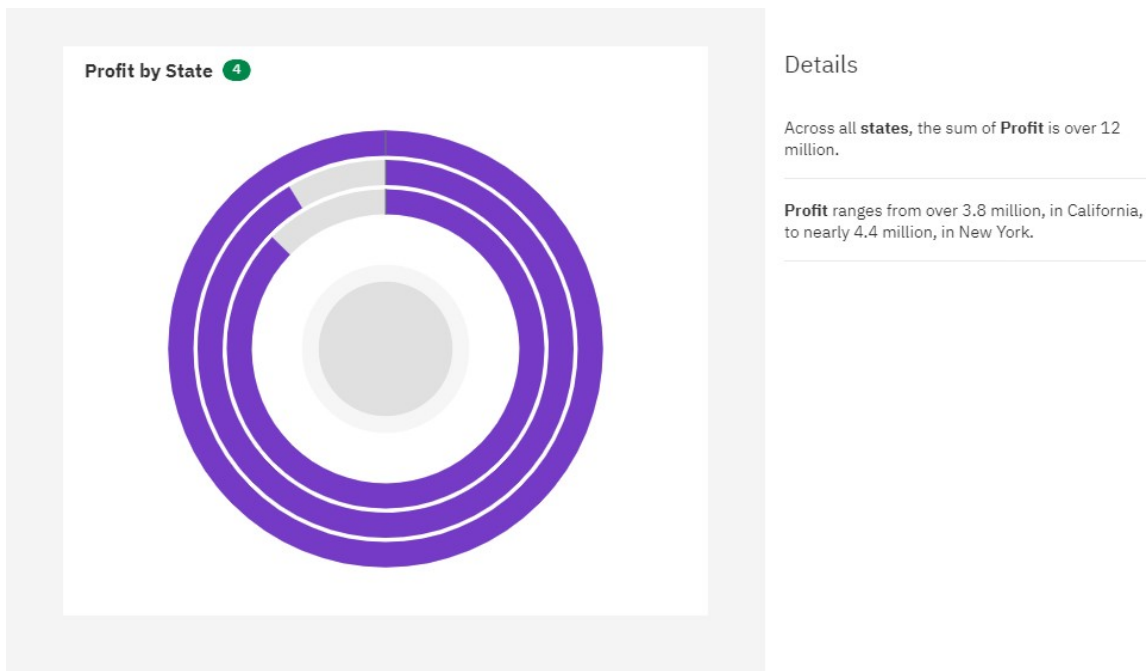 Profit by State 4
Details
Across all states, the sum of Profit is over 12
million.
Profit ranges from over 3.8 million, in California,
to nearly 4.4 million, in New York.